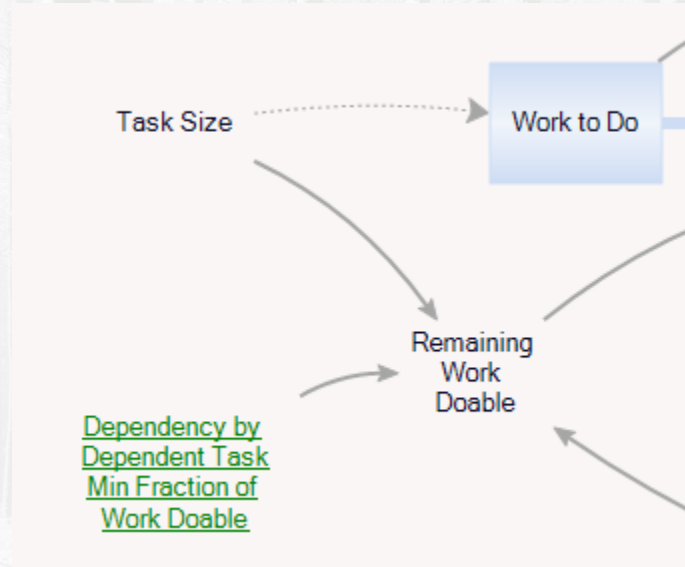 Task Size
Work to Do
Remaining
Work
Doable
Dependency by
Dependent Task
Min Fraction of
Work Doable